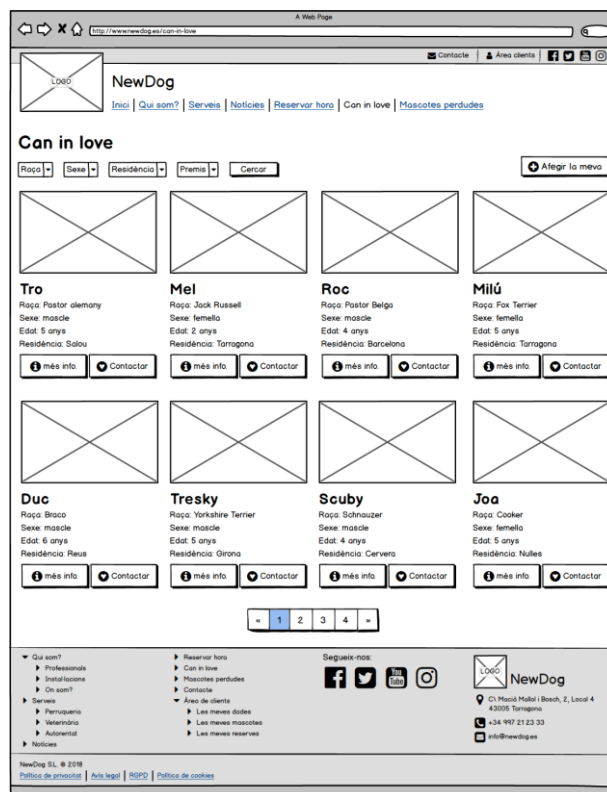 A Web Page
http://www.newdog.es/can-in-love
Contacte | Àrea clients
LOGO
NewDog
Inici | Qui som? | Serveis | Notícies | Reservar hora | Can in love | Mascotes perdudes
Can in love
Raça Sexe Residència Premis Cercar Afegir la meva
Tro Mel Roc Milú
Raça: Pastor alemany Raça: Jack Russell Raça: Pastor Belga Raça: Fox Terrier
Sexe: mascle Sexe: femella Sexe: mascle Sexe: femella
Edat: 5 anys Edat: 2 anys Edat: 4 anys Edat: 5 anys
Residència: Salou Residència: Tarragona Residència: Barcelona Residència: Tarragona
més info. Contactar més info. Contactar més info. Contactar més info. Contactar
Duc Tresky Scuby Joa
Raça: Braco Raça: Yorkshire Terrier Raça: Schnauzer Raça: Cooker
Sexe: mascle Sexe: mascle Sexe: mascle Sexe: femella
Edat: 6 anys Edat: 5 anys Edat: 4 anys Edat: 5 anys
Residència: Reus Residència: Girona Residència: Cervera Residència: Nulles
més info. Contactar més info. Contactar més info. Contactar més info. Contactar
« 1 2 3 4 »
Qui som?
Professionals
Instal·lacions
On som?
Serveis
Perruqueria
Veterinària
Autorentat
Notícies
Reservar hora
Can in love
Mascotes perdudes
Contacte
Àrea de clients
Les meves dades
Les meves mascotes
Les meves reserves
Segueix-nos:
You Tube
LOGO
NewDog
C\ Macià Mallol i Bosch, 2, Local 4
43005 Tarragona
+34 997 21 23 33
info@newdog.es
NewDog S.L. © 2018
Política de privacitat | Avís legal | RGPD | Política de cookies